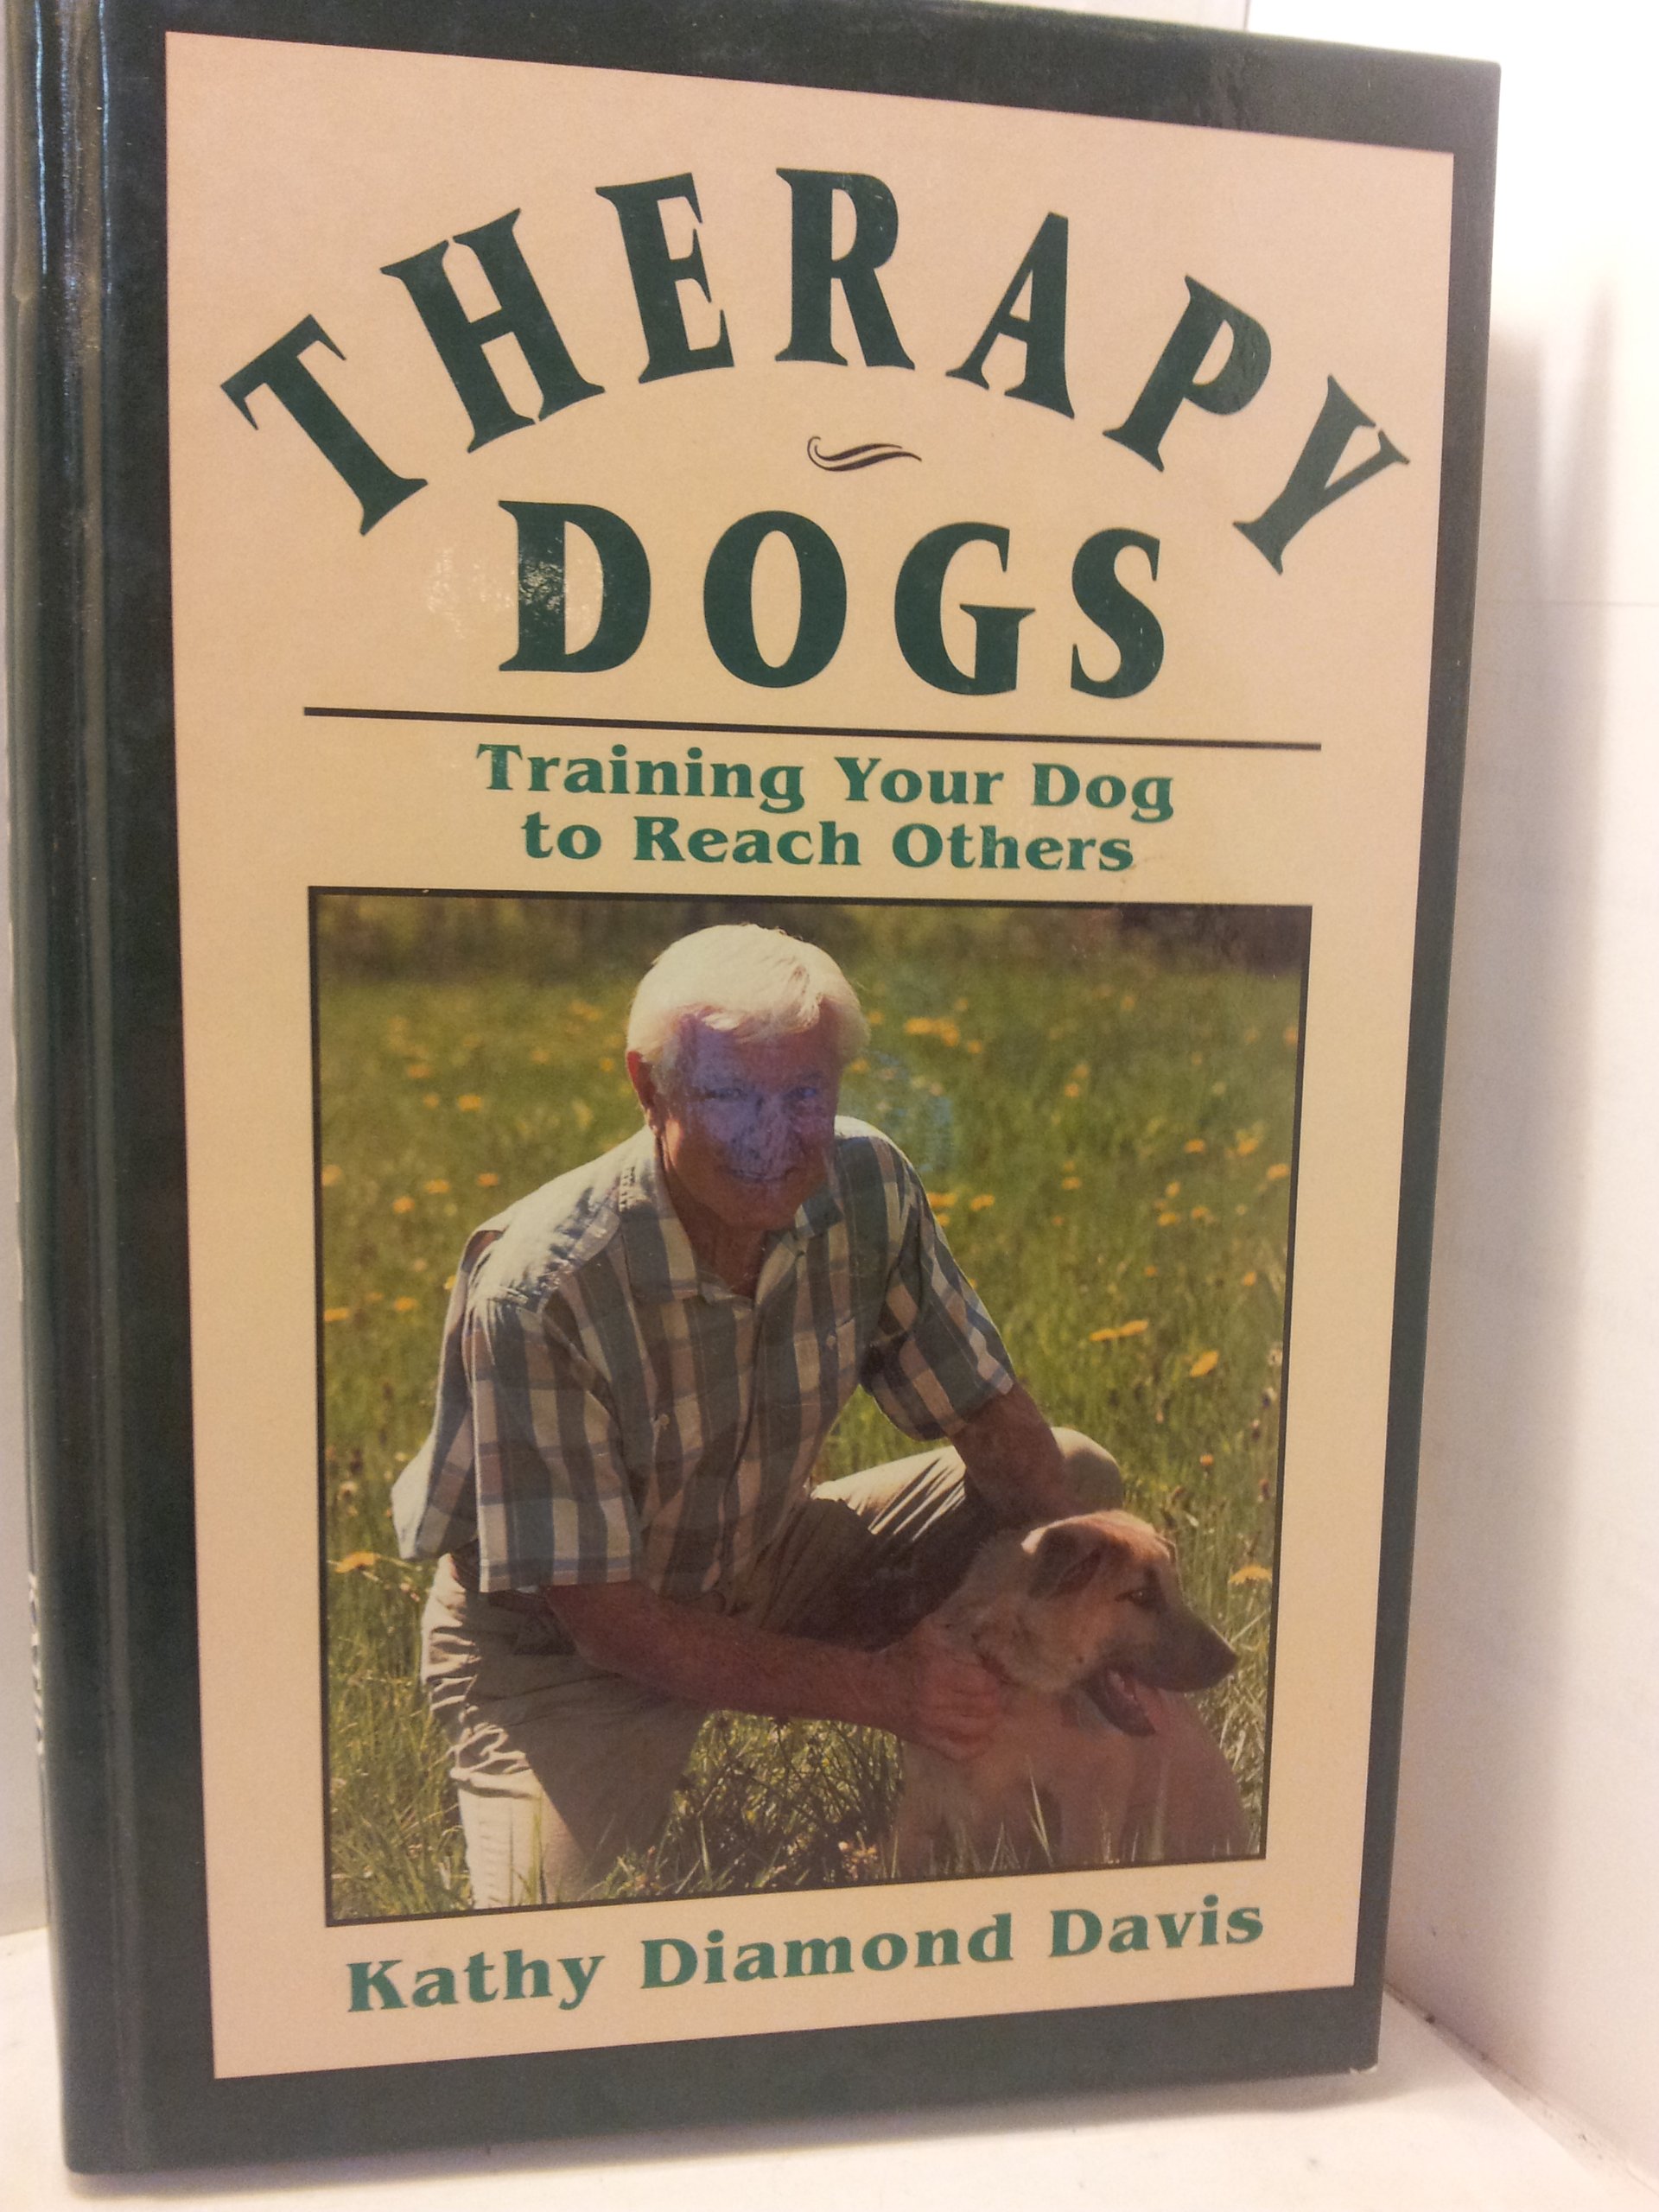 THERAPY
DOGS
Training Your Dog
to Reach Others
Kathy Diamond Davis